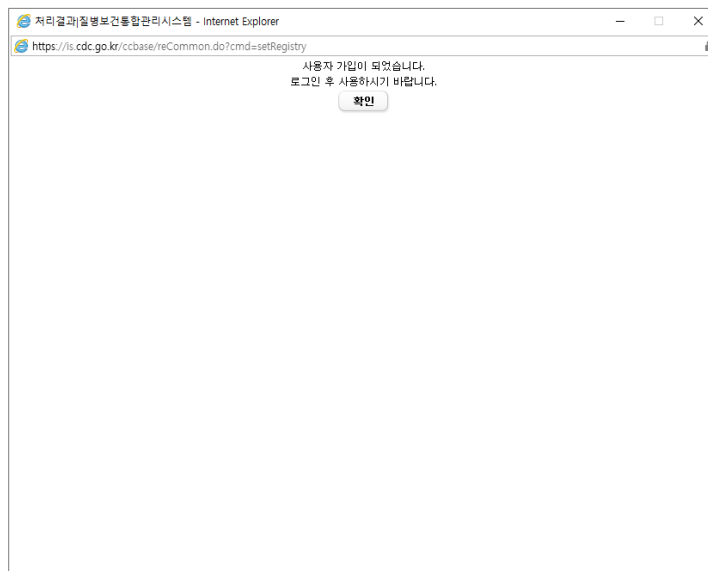 처리결과|질병보건통합관리시스템 - Internet Explorer
https://is.cdc.go.kr/ccbase/reCommon.do?cmd=setRegistry
사용자 가입이 되었습니다.
로그인 후 사용하시기 바랍니다.
확인